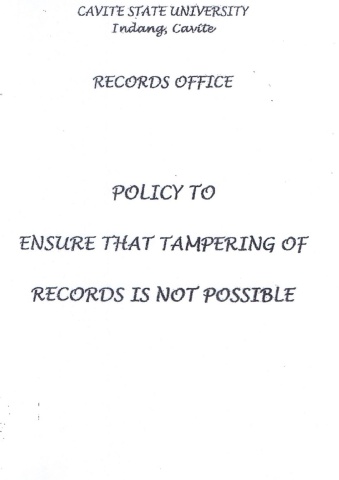 CAVITE STATE UNIVERSITY
Indang, Cavite
RECORDS OFFICE
POLICY TO
ENSURE THAT TAMPERING OF
RECORDS IS NOT POSSIBLE